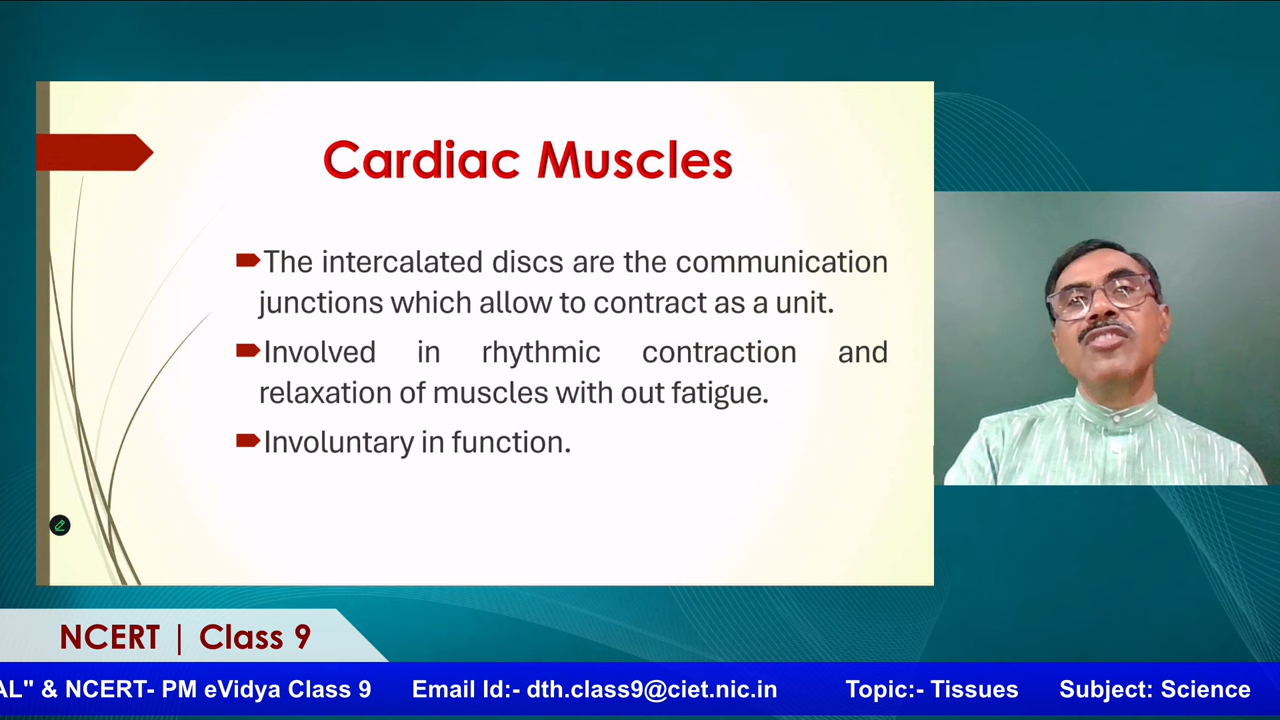 Cardiac Muscles
The intercalated discs are the communication
junctions which allow to contract as a unit.
Involved in rhythmic contraction and
relaxation of muscles with out fatigue.
Involuntary in function.
NCERT | Class 9
AL" & NCERT- PM eVidya Class 9 Email Id:- dth.class9@ciet.nic.in Topic:- Tissues Subject: Science